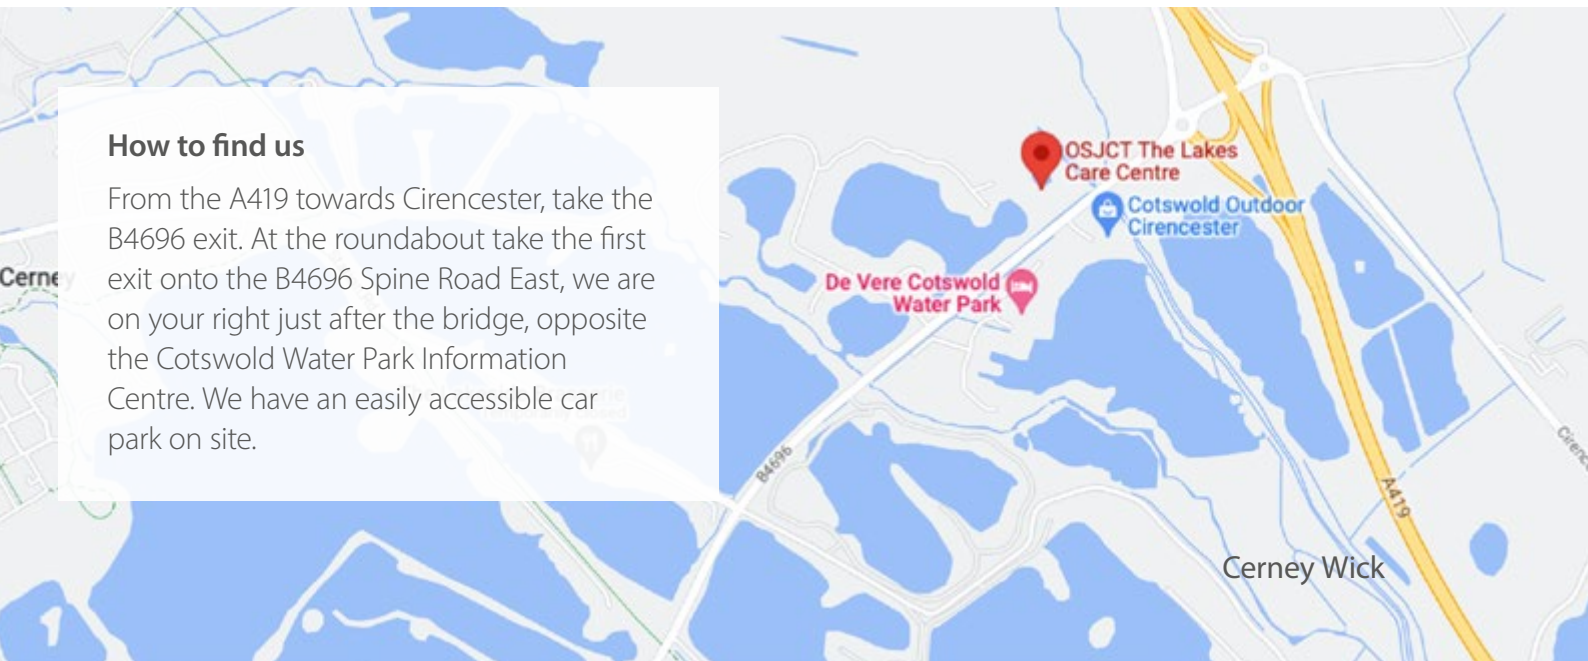 How to find us
From the A419 towards Cirencester, take the
B4696 exit. At the roundabout take the first
exit onto the B4696 Spine Road East, we are
on your right just after the bridge, opposite
the Cotswold Water Park Information
Centre. We have an easily accessible car
park on site.
OSJCT The Lakes
Care Centre
Cotswold Outdoor
Cirencester
De Vere Cotswold
Water Park
B4696
A419
Cerney Wick